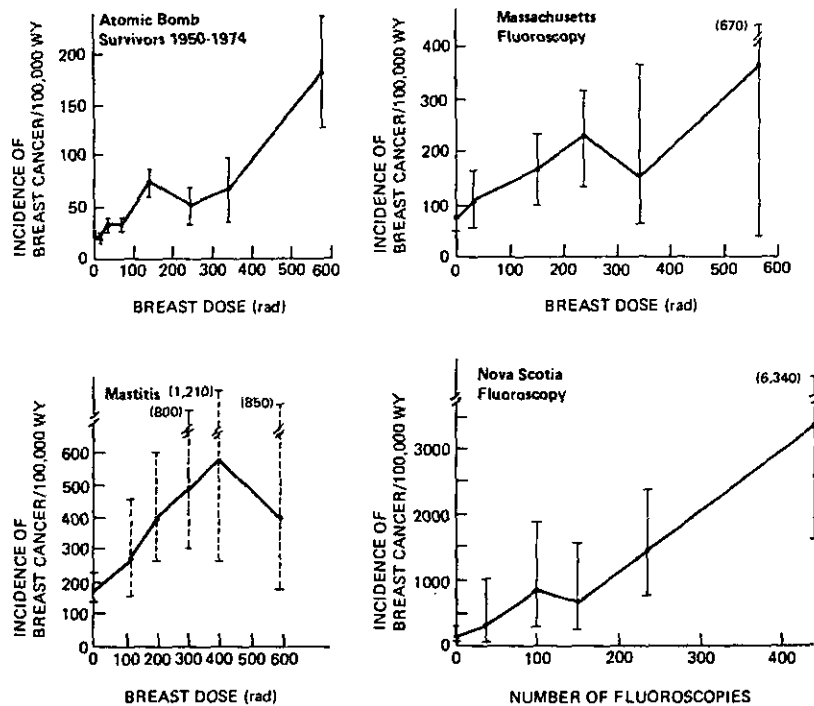 Atomic Bomb
Survivors 1950-1974
INCIDENCE OF
BREAST CANCER/100,000 WY
200
150
100
50
0
0 100 200 300 400 500 600
BREAST DOSE (rad)
Massachusetts
Fluoroscopy
(670)
INCIDENCE OF
BREAST CANCER/100,000 WY
400
300
200
100
0
0 100 200 300 400 500 600
BREAST DOSE (rad)
Mastitis
(1,210)
(800)
(850)
INCIDENCE OF
BREAST CANCER/100,000 WY
600
500
400
300
200
100
0
0 100 200 300 400 500 600
BREAST DOSE (rad)
Nova Scotia
Fluoroscopy
(6,340)
INCIDENCE OF
BREAST CANCER/100,000 WY
3000
2000
1000
0
0 100 200 300 400
NUMBER OF FLUOROSCOPIES